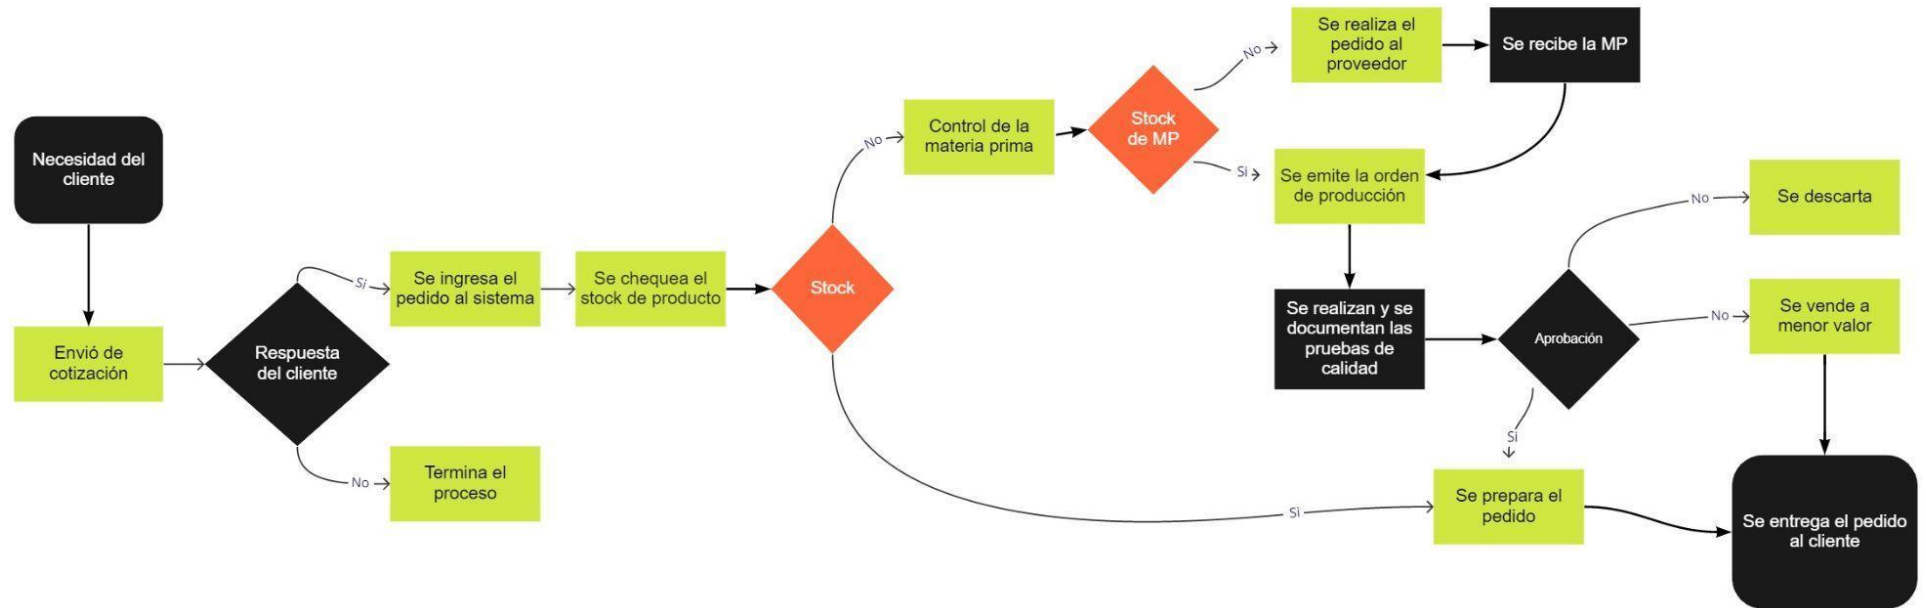 Necesidad del
cliente
Envió de
cotización
Respuesta
del cliente
Si
Se ingresa el
pedido al sistema
Se chequea el
stock de producto
No
Termina el
proceso
Stock
No
Control de la
materia prima
Stock
de MP
No
Se realiza el
pedido al
proveedor
Se recibe la MP
Si
Se emite la orden
de producción
Se realizan y se
documentan las
pruebas de
calidad
Aprobación
No
Se descarta
No
Se vende a
menor valor
Si
Si
Se prepara el
pedido
Se entrega el pedido
al cliente